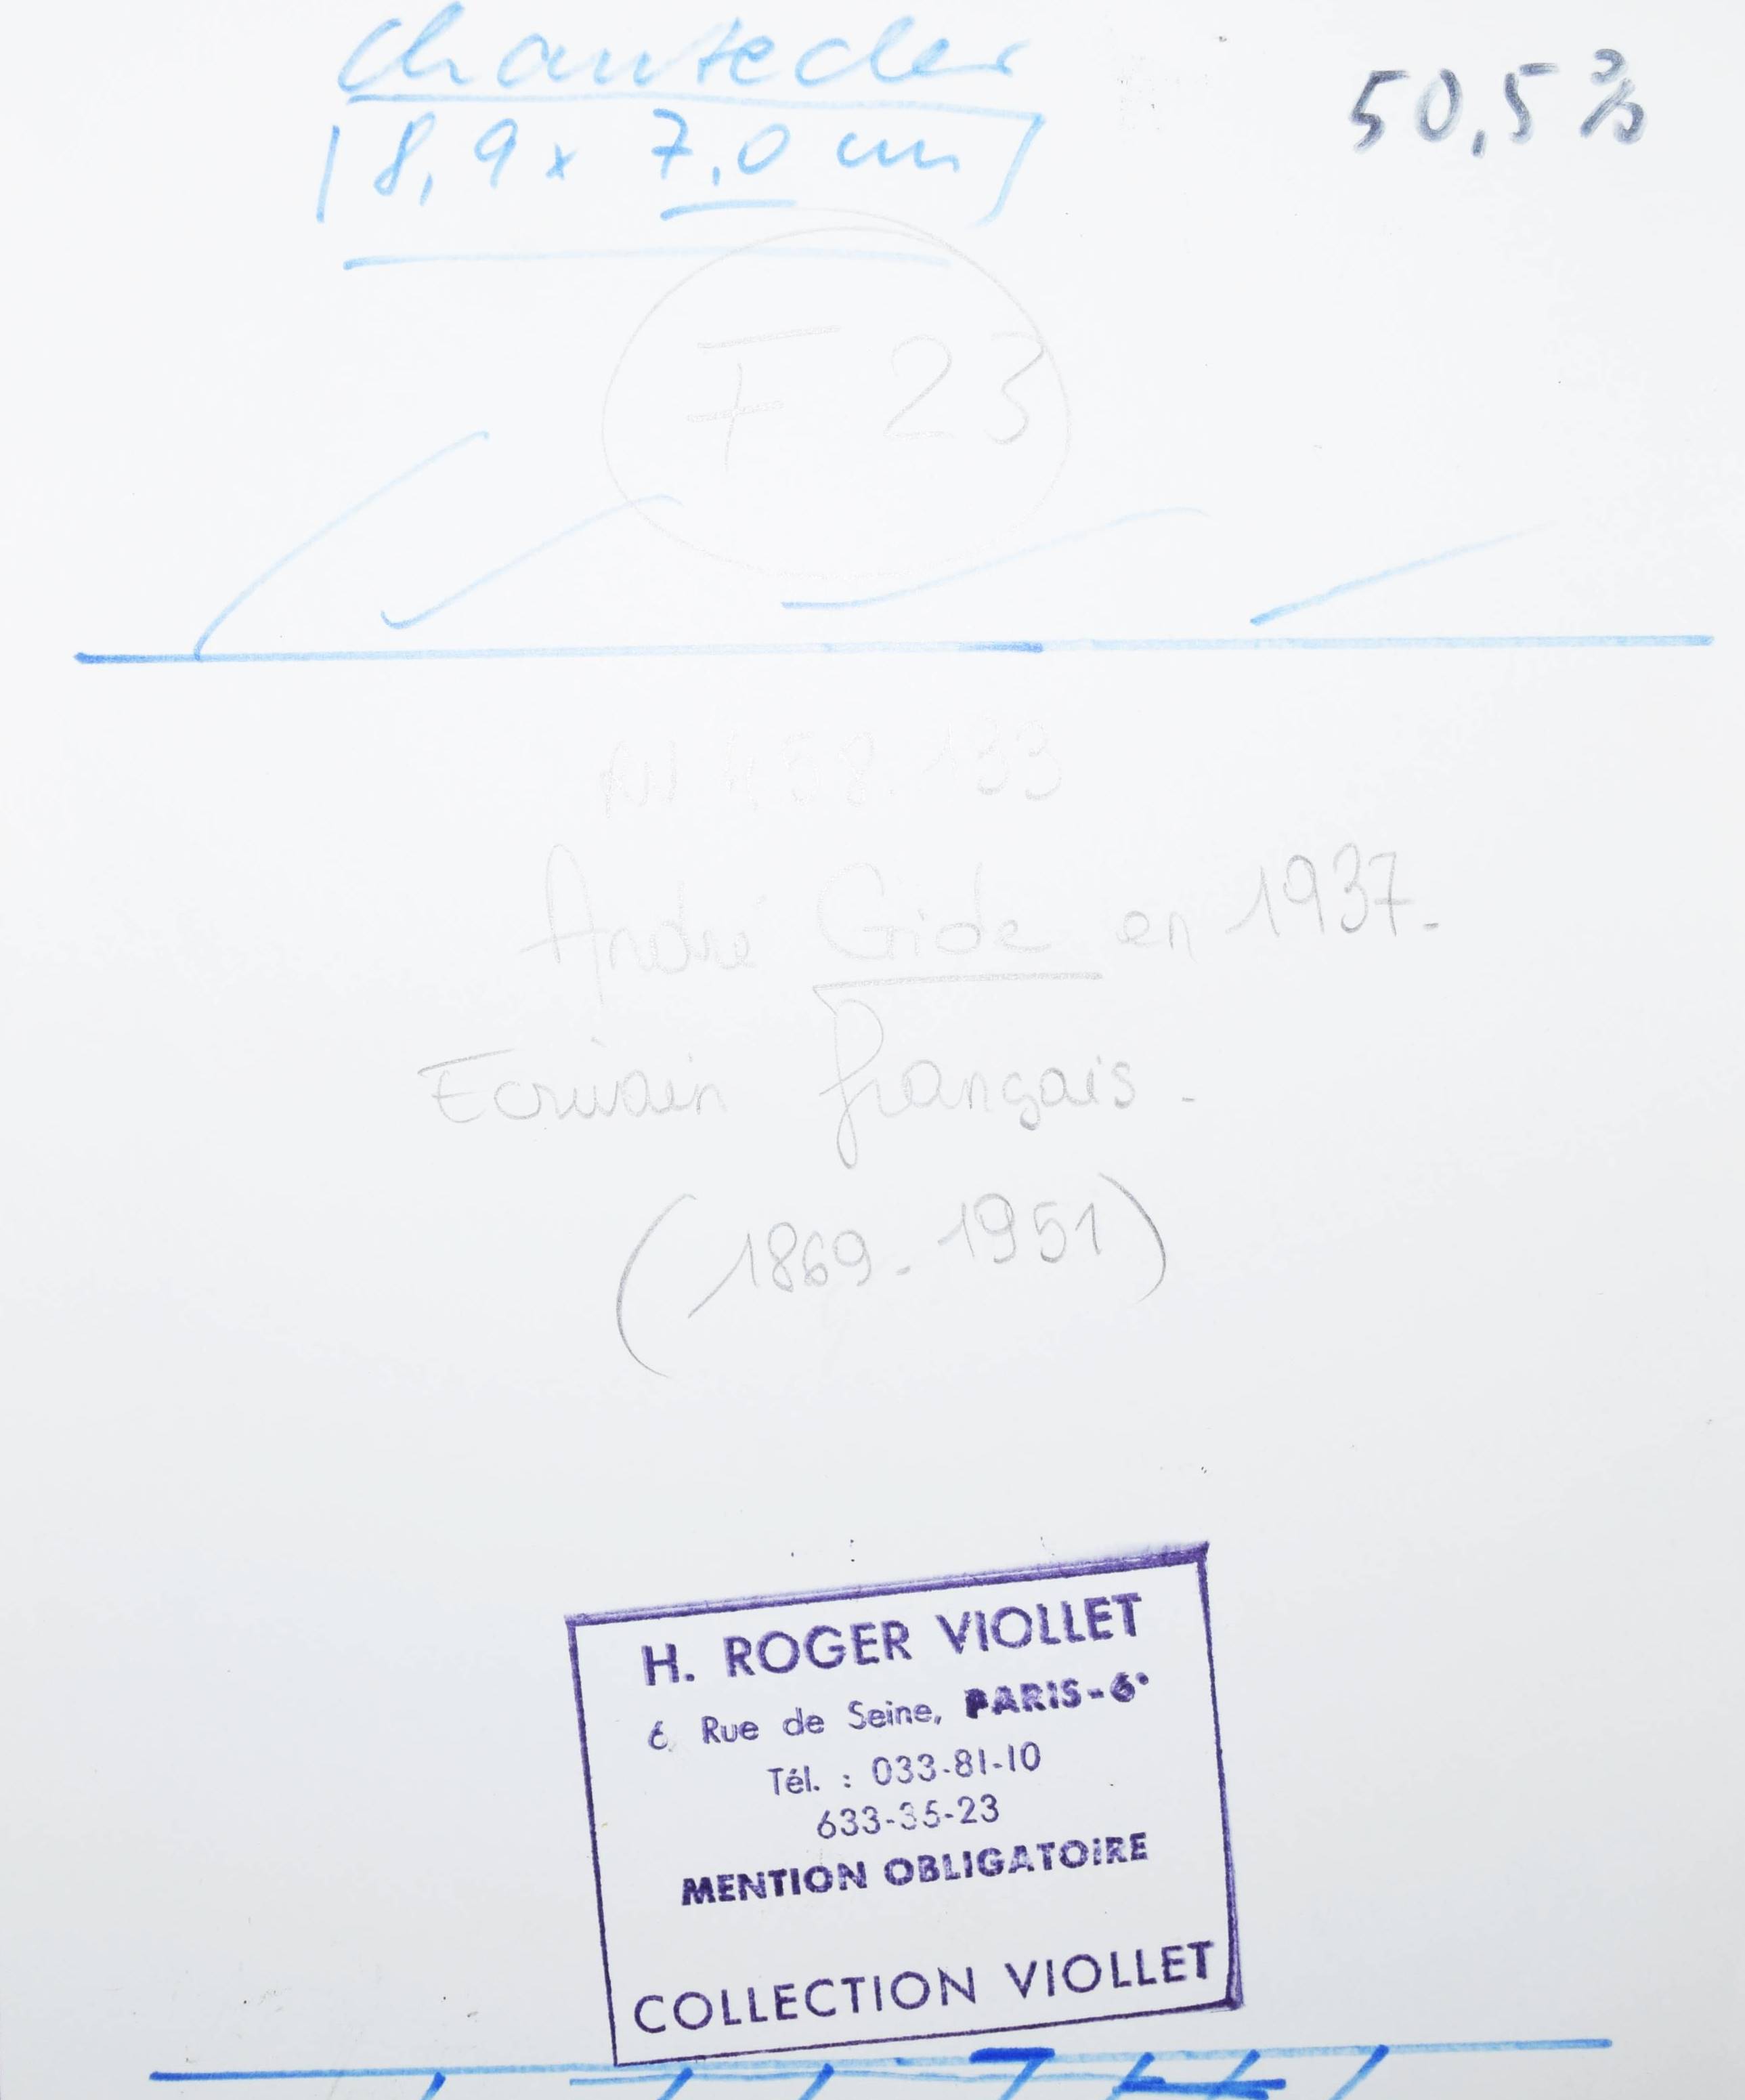 Chantecler
18,9 x 7,0 cm
50,5 %
F 23
André Gide en 1937.
Ecrivain français.
(1869-1951)
H. ROGER VIOLLET
6 Rue de Seine, PARIS-6•
Tél. : 033-81-10
633-35-23
MENTION OBLIGATOIRE
COLLECTION VIOLLET